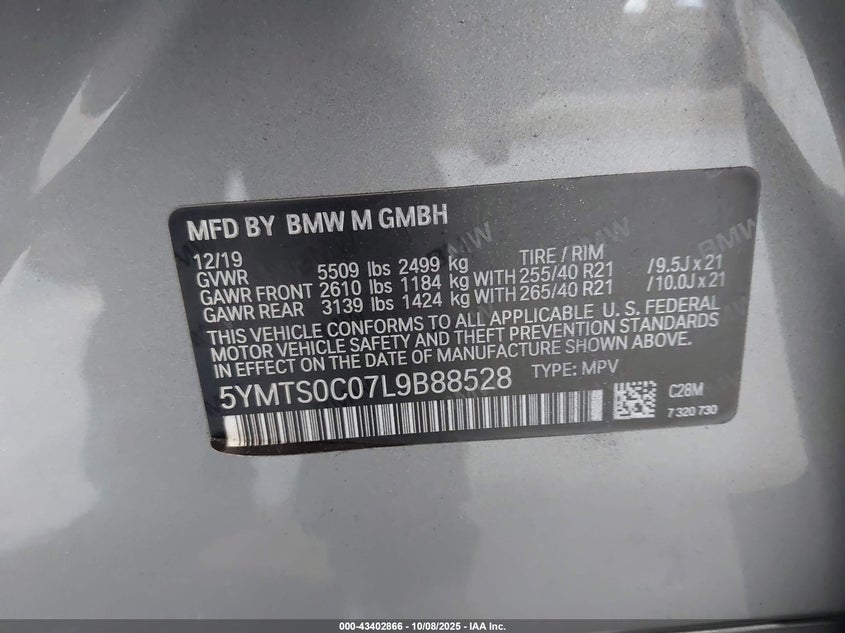 MFD BY BMW M GMBH
12/19 TIRE / RIM
GVWR 5509 lbs 2499 kg
GAWR FRONT 2610 lbs 1184 kg WITH 255/40 R21 /9.5J x 21
GAWR REAR 3139 lbs 1424 kg WITH 265/40 R21 /10.0J x 21
THIS VEHICLE CONFORMS TO ALL APPLICABLE U. S. FEDERAL
MOTOR VEHICLE SAFETY AND THEFT PREVENTION STANDARDS
IN EFFECT ON THE DATE OF MANUFACTURE SHOWN ABOVE.
5YMTS0C07L9B88528 TYPE: MPV
C28M
7 320 730
000-43402866 - 10/08/2025 - IAA Inc.